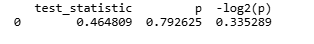 test_statistic p -log2(p)
0 0.464809 0.792625 0.335289